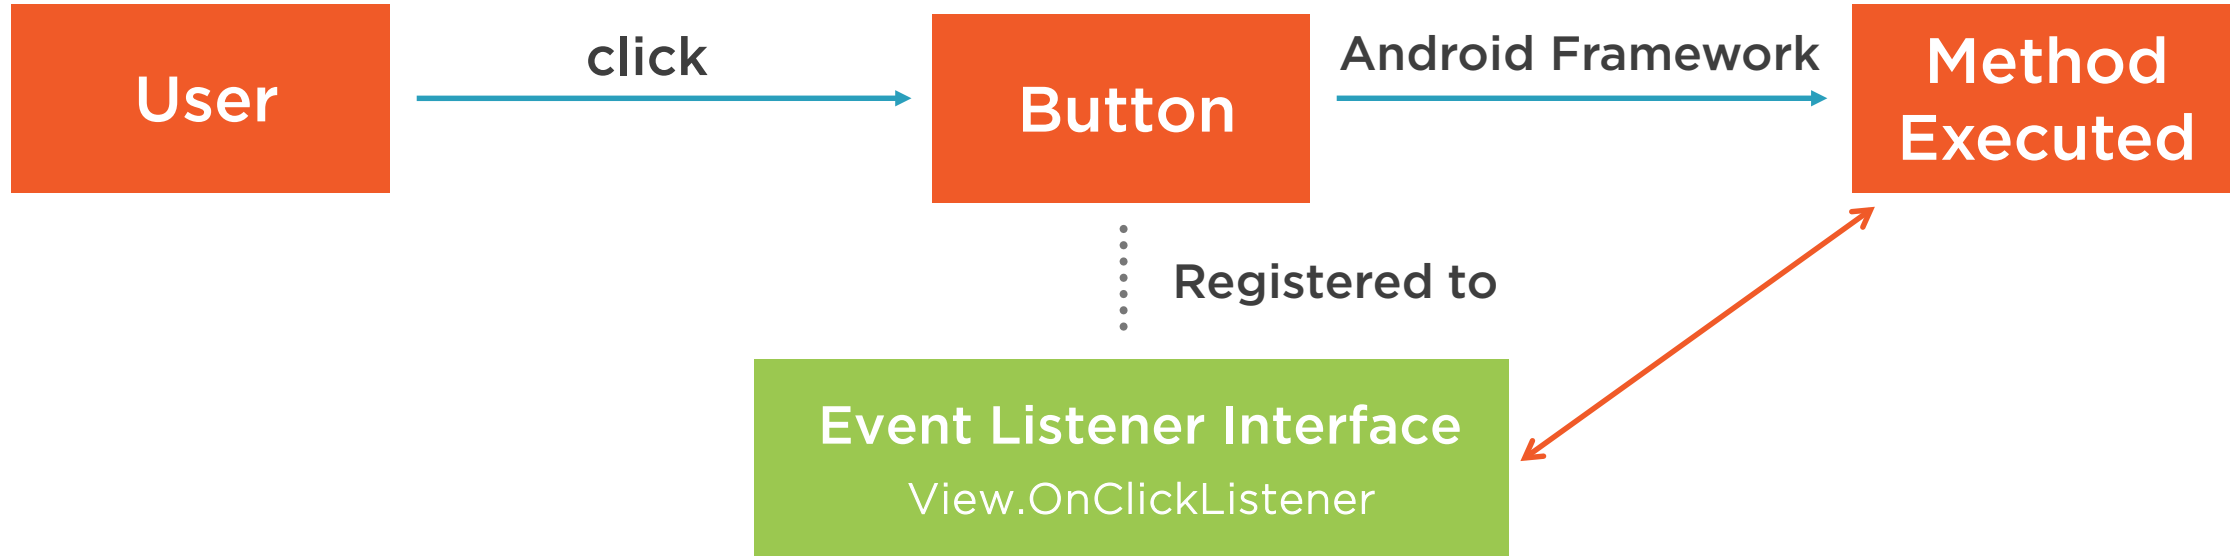 User
click
Button
Android Framework
Method
Executed
Registered to
Event Listener Interface
View.OnClickListener